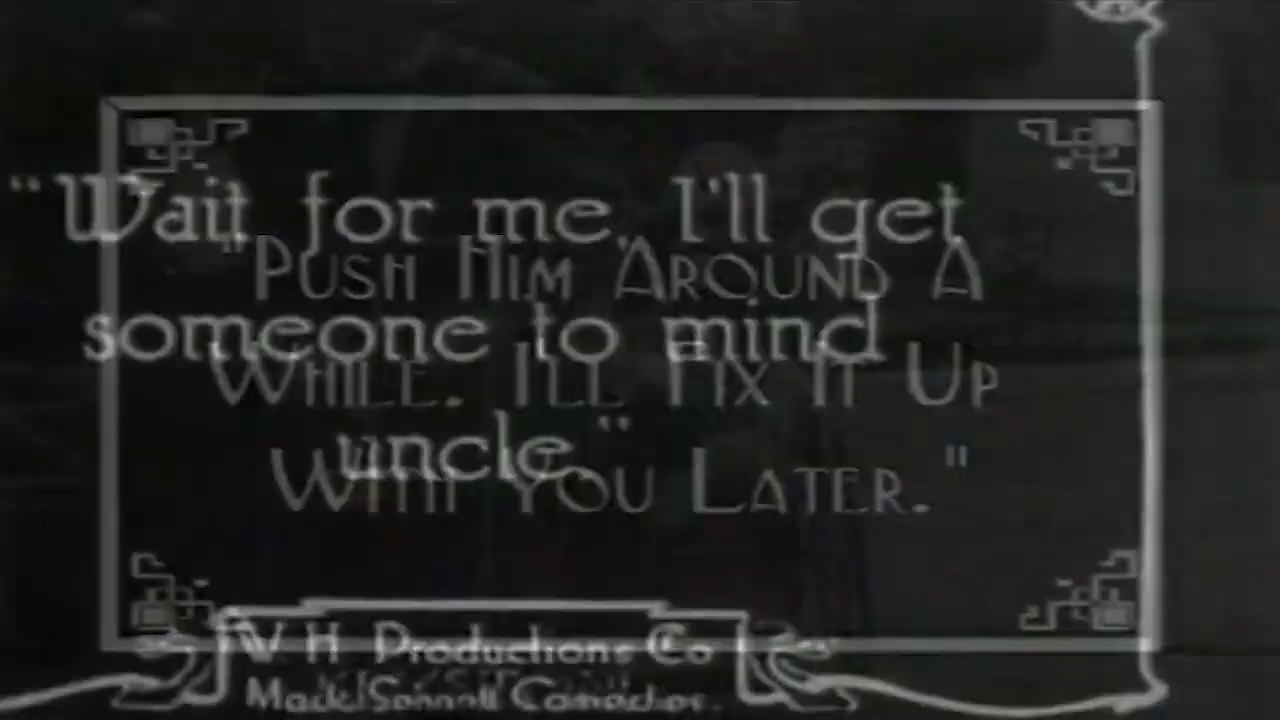 "Wait for me, I'll get
someone to mind
uncle."
"PUSH HIM AROUND A
WHILE. I'LL FIX IT UP
WITH YOU LATER."
W. H. Productions Co
Mack Sennett Comedies.